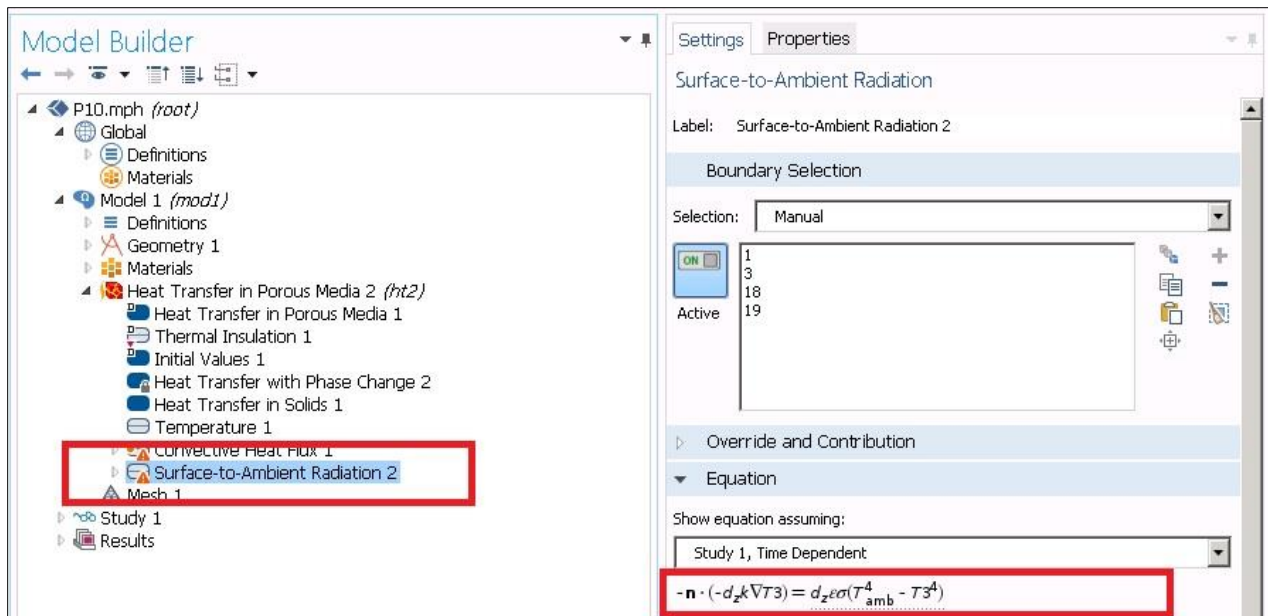 Model Builder
P10.mph (root)
Global
Definitions
Materials
Model 1 (mod1)
Definitions
Geometry 1
Materials
Heat Transfer in Porous Media 2 (ht2)
Heat Transfer in Porous Media 1
Thermal Insulation 1
Initial Values 1
Heat Transfer with Phase Change 2
Heat Transfer in Solids 1
Temperature 1
Convective Heat Flux 1
Surface-to-Ambient Radiation 2
Mesh 1
Study 1
Results
Settings Properties
Surface-to-Ambient Radiation
Label: Surface-to-Ambient Radiation 2
Boundary Selection
Selection: Manual
ON
Active
1
3
18
19
Override and Contribution
Equation
Show equation assuming:
Study 1, Time Dependent
-n · (-d_z k∇T3) = d_z εσ(T_amb^4 - T3^4)